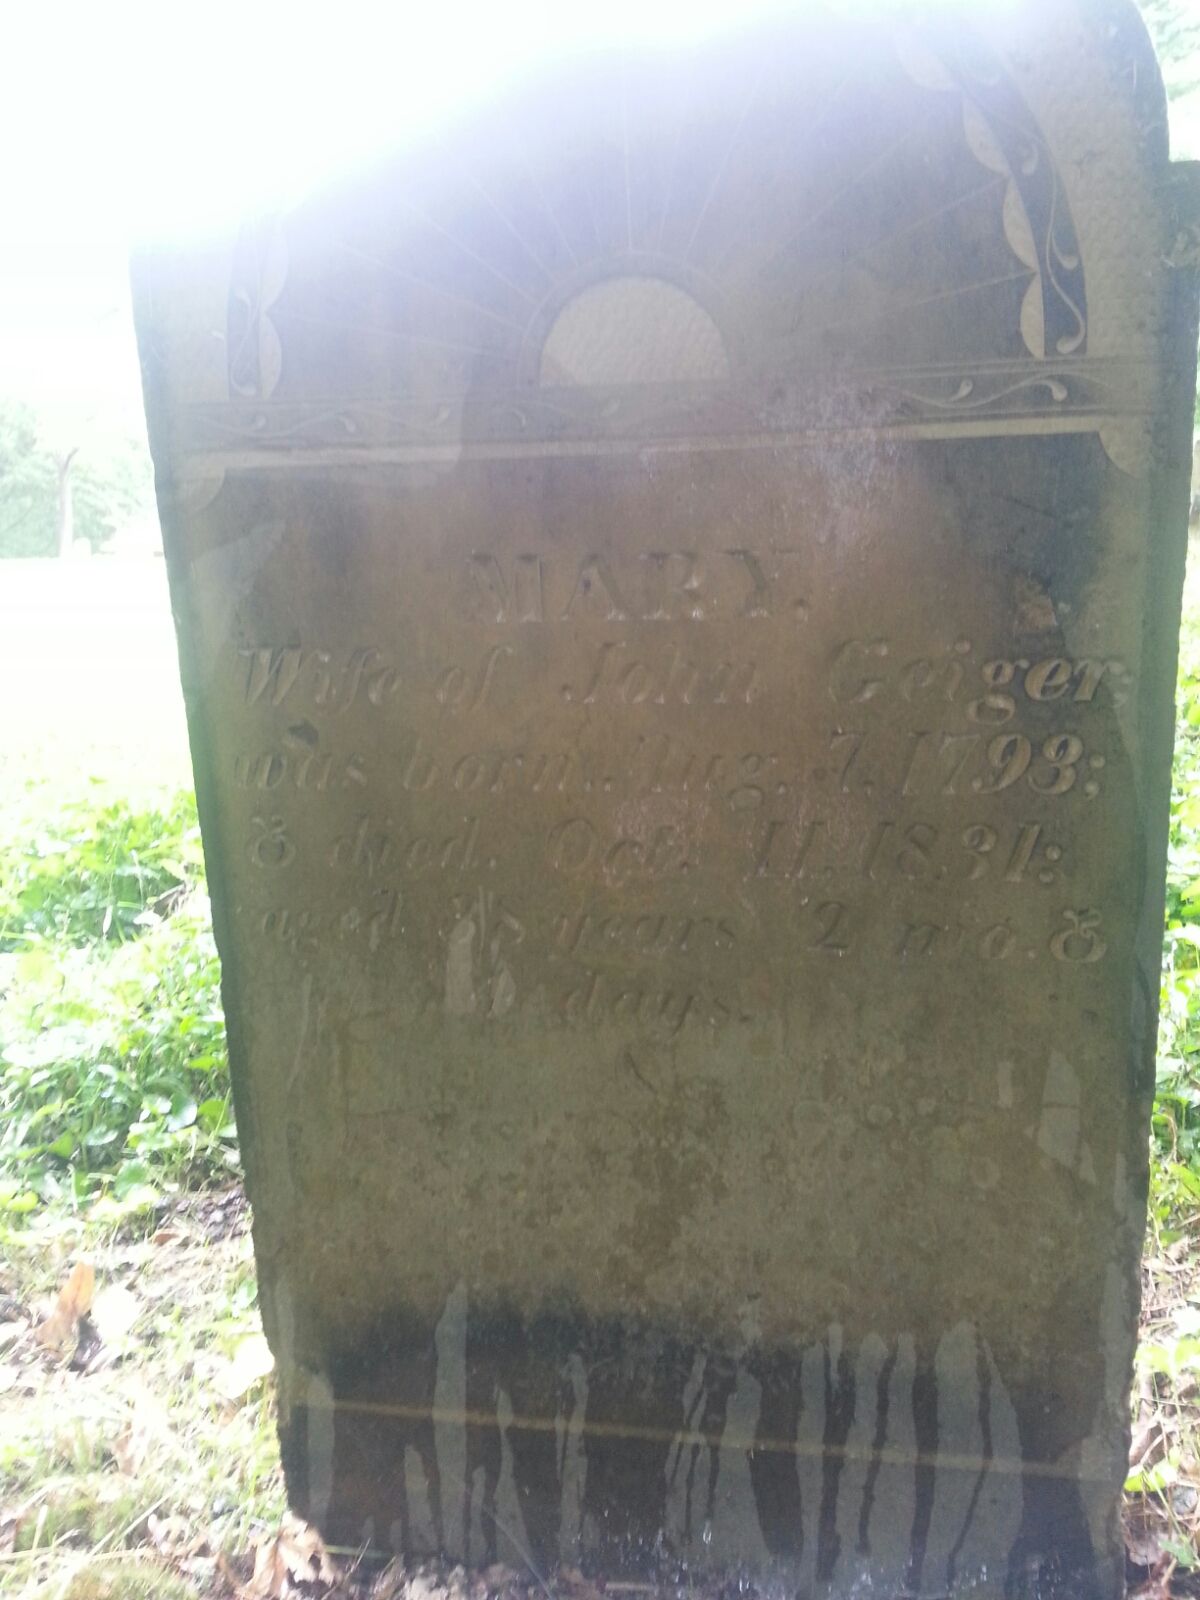 MARY.
Wife of John Geiger;
was born Aug. 7. 1793;
& died. Oct. 11. 1831;
aged 38 years 2 mo. &
days.